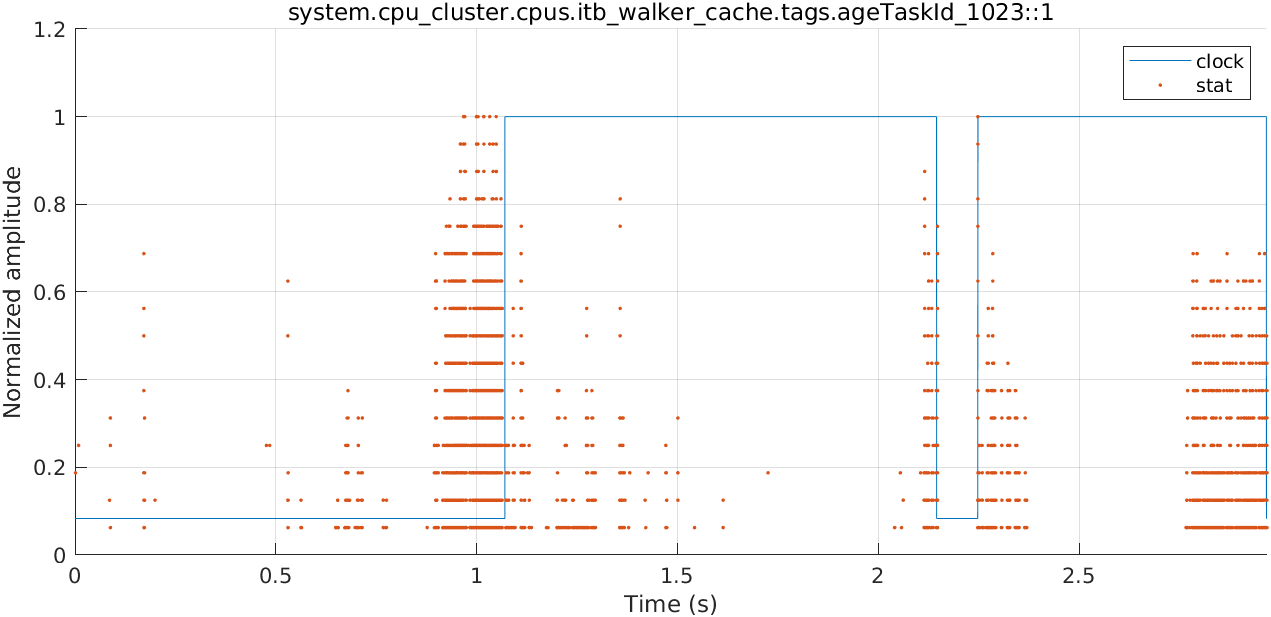 system.cpu_cluster.cpus.itb_walker_cache.tags.ageTaskId_1023::1
1.2
clock
stat
1
0.8
0.6
0.4
0.2
0
Normalized amplitude
0
0.5
1
1.5
2
2.5
Time (s)